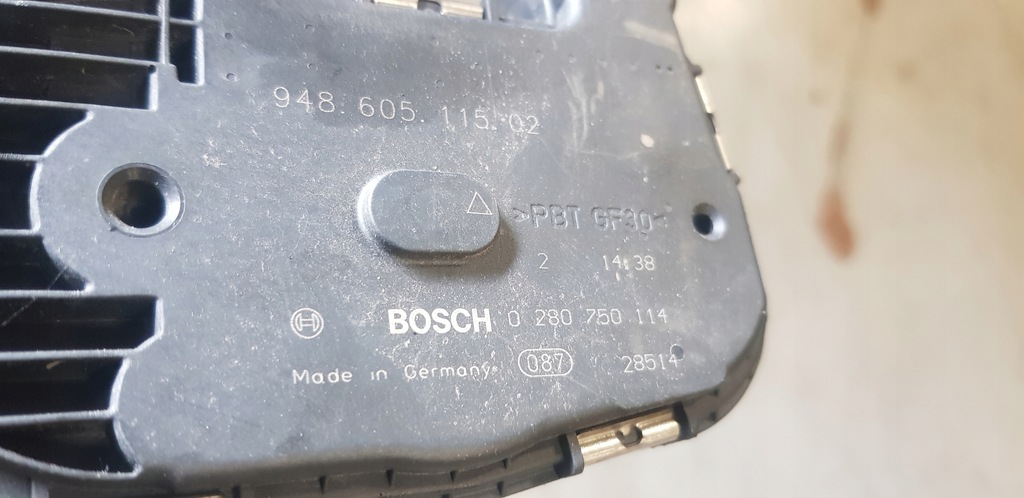 948. 605. 115. 02
>PBT GF30<
2 14:38
BOSCH 0 280 750 114
Made in Germany 087 28514